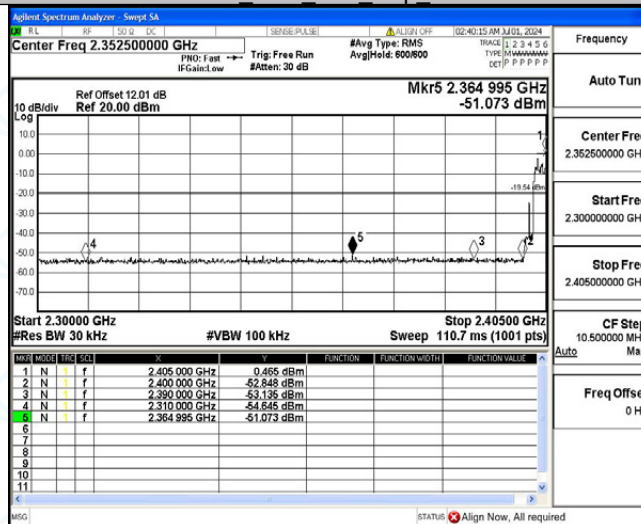 Agilent Spectrum Analyzer - Swept SA
RL RF 50 Ω DC SENSE:PULSE ALIGN OFF 02:40:15 AM Jul 01, 2024
Center Freq 2.352500000 GHz #Avg Type: RMS TRACE 1 2 3 4 5 6
PNO: Fast Trig: Free Run Avg|Hold: 600/600 TYPE M W W W W W
IFGain:Low #Atten: 30 dB DET P P P P P P
Mkr5 2.364 995 GHz
Ref Offset 12.01 dB
10 dB/div Ref 20.00 dBm -51.073 dBm
Log
10.0
0.00
-10.0
-20.0
-30.0
-40.0
-50.0
-60.0
-70.0
1
-19.54 dBm
4 5 3 2
Start 2.30000 GHz Stop 2.40500 GHz
#Res BW 30 kHz #VBW 100 kHz Sweep 110.7 ms (1001 pts)
MKR MODE TRC SCL X Y FUNCTION FUNCTION WIDTH FUNCTION VALUE
1 N 1 f 2.405 000 GHz 0.465 dBm
2 N 1 f 2.400 000 GHz -52.848 dBm
3 N 1 f 2.390 000 GHz -53.135 dBm
4 N 1 f 2.310 000 GHz -54.645 dBm
5 N 1 f 2.364 995 GHz -51.073 dBm
6
7
8
9
10
11
MSG STATUS Align Now, All required
Frequency
Auto Tun
Center Fre
2.352500000 GH
Start Fre
2.300000000 GH
Stop Fre
2.405000000 GH
CF Ste
10.500000 MH
Auto Ma
Freq Offse
0 H